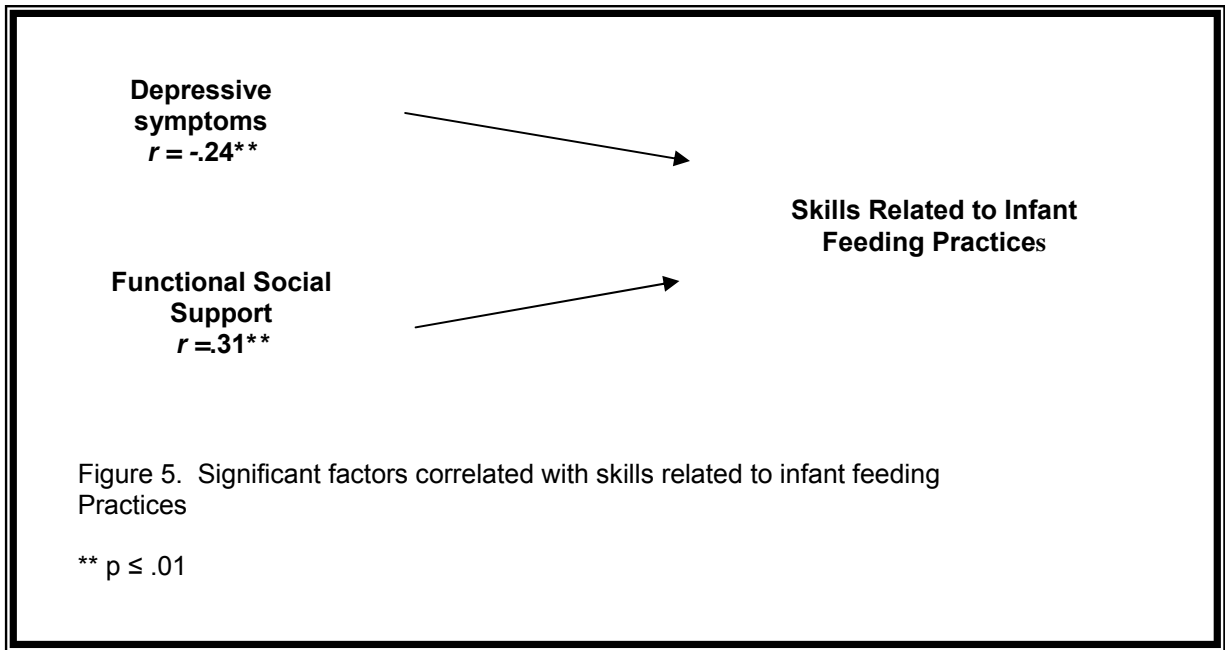 Depressive
symptoms
r = -.24**
Skills Related to Infant
Feeding Practices
Functional Social
Support
r =.31**
Figure 5.  Significant factors correlated with skills related to infant feeding
Practices
** p ≤ .01